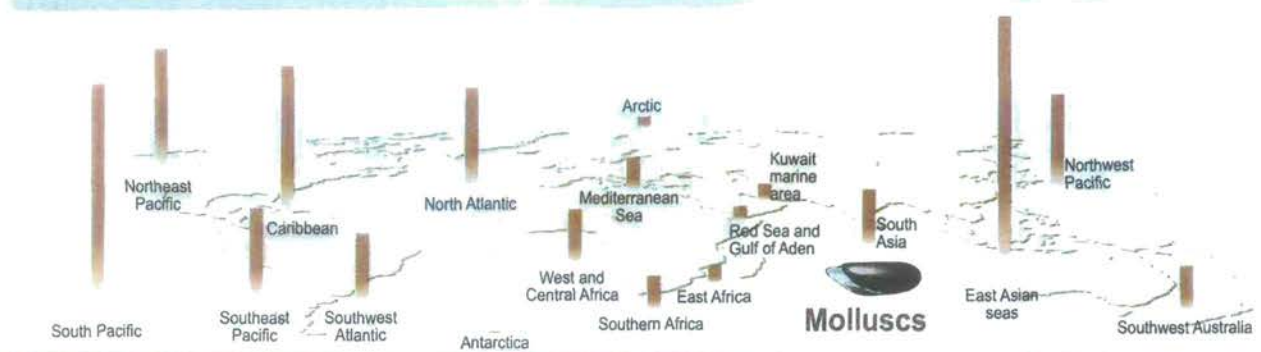 Arctic
Northeast
Pacific
Caribbean
North Atlantic
Mediterranean
Sea
Kuwait
marine
area
Northwest
Pacific
Red Sea and
Gulf of Aden
South
Asia
West and
Central Africa
East Africa
Southern Africa
Molluscs
East Asian
seas
Southwest Australia
South Pacific
Southeast
Pacific
Southwest
Atlantic
Antarctica